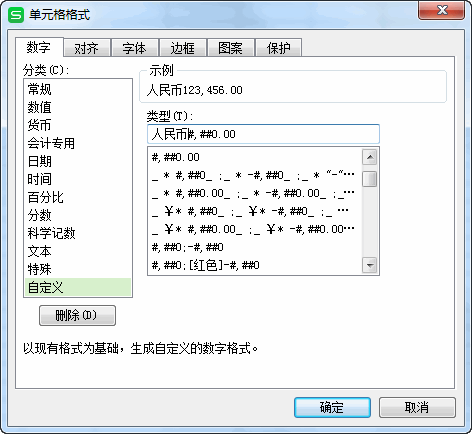 单元格格式
数字 对齐 字体 边框 图案 保护
分类(C):
常规
数值
货币
会计专用
日期
时间
百分比
分数
科学记数
文本
特殊
自定义
删除(D)
示例
人民币123,456.00
类型(T):
人民币#,##0.00
#,##0.00
_ * #,##0_ ;_ * -#,##0_ ;_ * "-"…
_ * #,##0.00_ ;_ * -#,##0.00_ ;…
_ ￥* #,##0_ ;_ ￥* -#,##0_ ;_ …
_ ￥* #,##0.00_ ;_ ￥* -#,##0.00…
#,##0;-#,##0
#,##0;[红色]-#,##0
以现有格式为基础，生成自定义的数字格式。
确定 取消